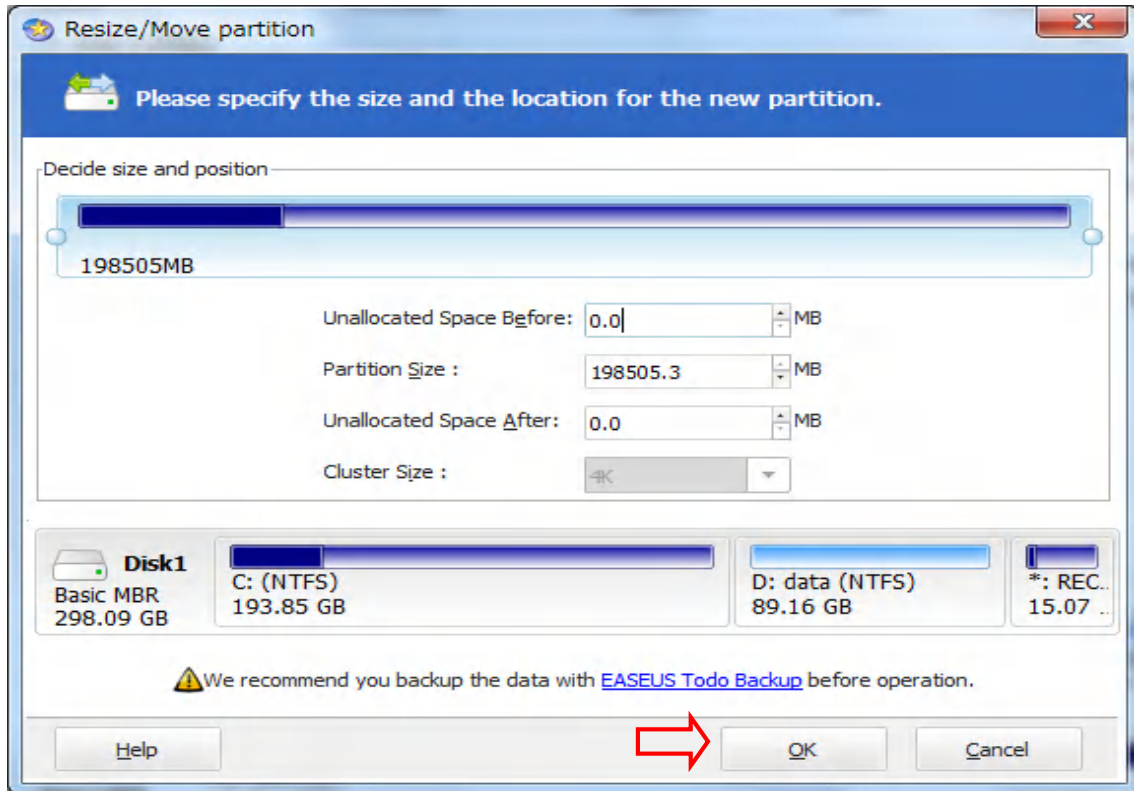 Resize/Move partition
Please specify the size and the location for the new partition.
Decide size and position
198505MB
Unallocated Space Before: 0.0 MB
Partition Size : 198505.3 MB
Unallocated Space After: 0.0 MB
Cluster Size : 4K
Disk1
Basic MBR
298.09 GB
C: (NTFS)
193.85 GB
D: data (NTFS)
89.16 GB
*: REC..
15.07 ..
We recommend you backup the data with EASEUS Todo Backup before operation.
Help OK Cancel